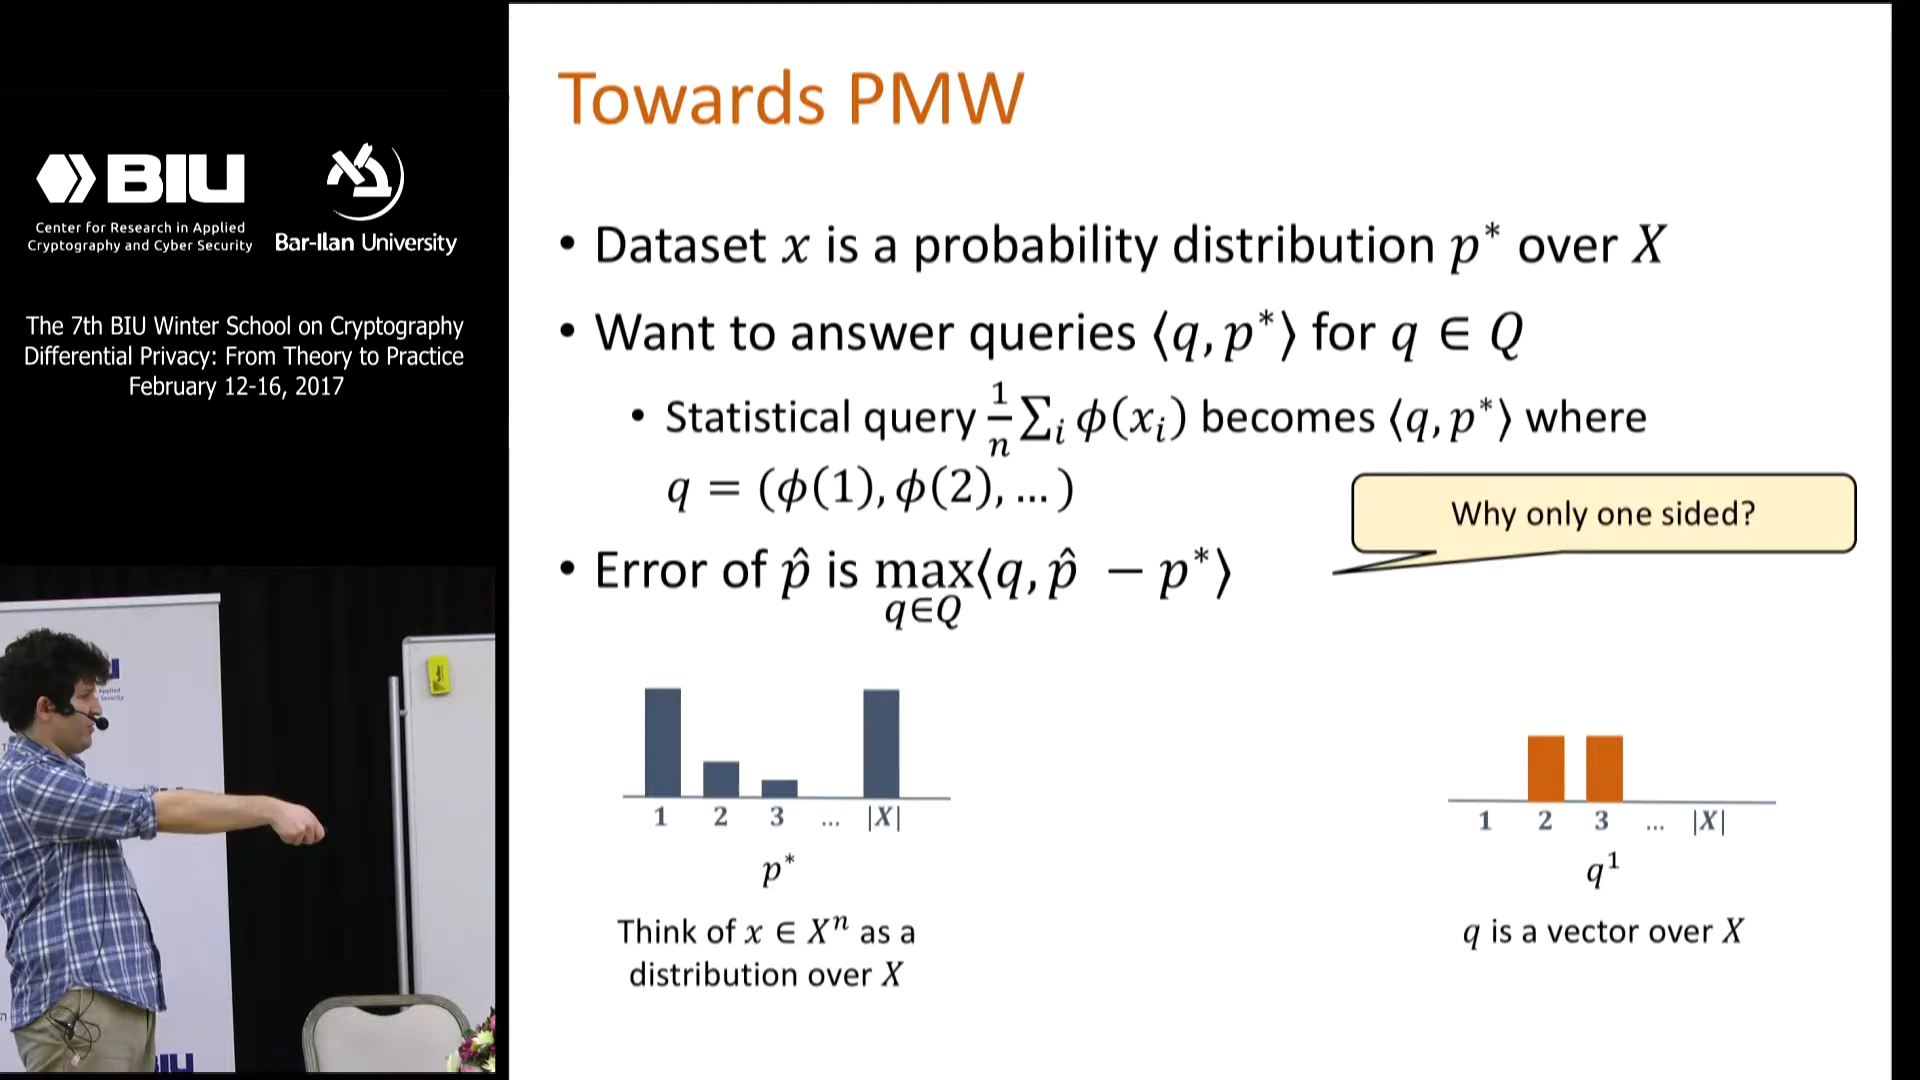 BIU
Center for Research in Applied
Cryptography and Cyber Security
Bar-Ilan University
The 7th BIU Winter School on Cryptography
Differential Privacy: From Theory to Practice
February 12-16, 2017
Towards PMW
• Dataset x is a probability distribution p* over X
• Want to answer queries ⟨q, p*⟩ for q ∈ Q
• Statistical query 1/n ∑ᵢ ϕ(xᵢ) becomes ⟨q, p*⟩ where
q = (ϕ(1), ϕ(2), … )
Why only one sided?
• Error of p̂ is max⟨q, p̂ − p*⟩
q∈Q
1 2 3 … |X|
p*
Think of x ∈ Xⁿ as a
distribution over X
1 2 3 … |X|
q¹
q is a vector over X